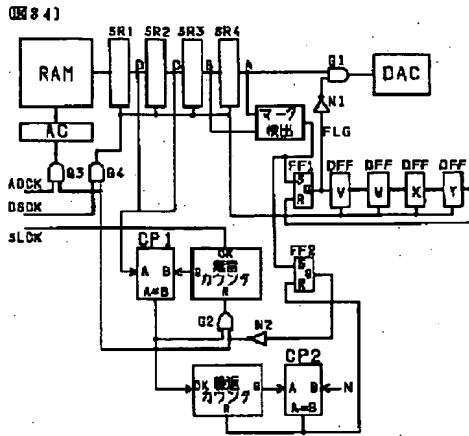 【図34】
SR1
SR2
SR3
SR4
RAM
D
C
B
A
G1
DAC
マーク
検出
N1
FLG
AC
G3
G4
ADCK
DSCK
SLCK
FF1
S
Q
R
DFF
DFF
DFF
DFF
V
W
X
Y
CP1
A
B
A=B
CK
Q
カウンタ
R
G2
N2
FF2
S
Q
R
CK
カウンタ
Q
R
CP2
A
B
N
A=B